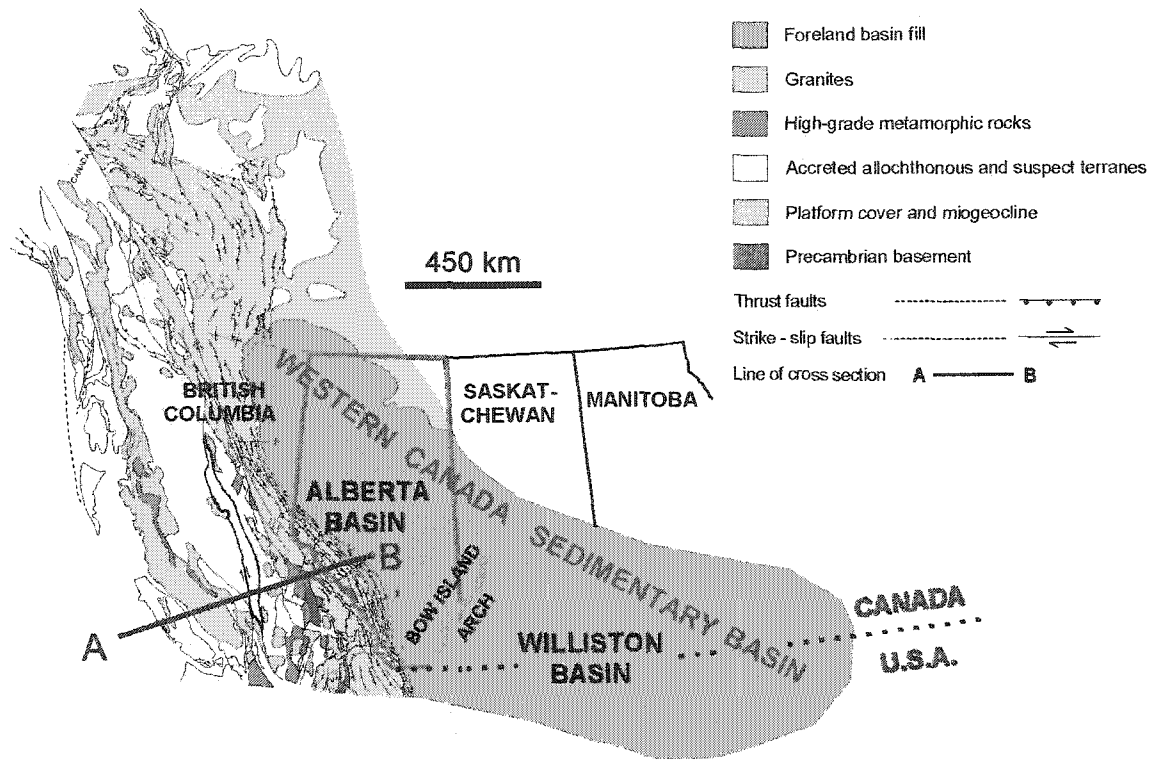 Foreland basin fill
Granites
High-grade metamorphic rocks
Accreted allochthonous and suspect terranes
Platform cover and miogeocline
Precambrian basement
Thrust faults
Strike - slip faults
Line of cross section A B
450 km
CANADA
BRITISH
COLUMBIA
SASKAT-
CHEWAN
MANITOBA
WESTERN CANADA SEDIMENTARY BASIN
ALBERTA
BASIN
BOW ISLAND
ARCH
WILLISTON
BASIN
CANADA
U.S.A.
A
B